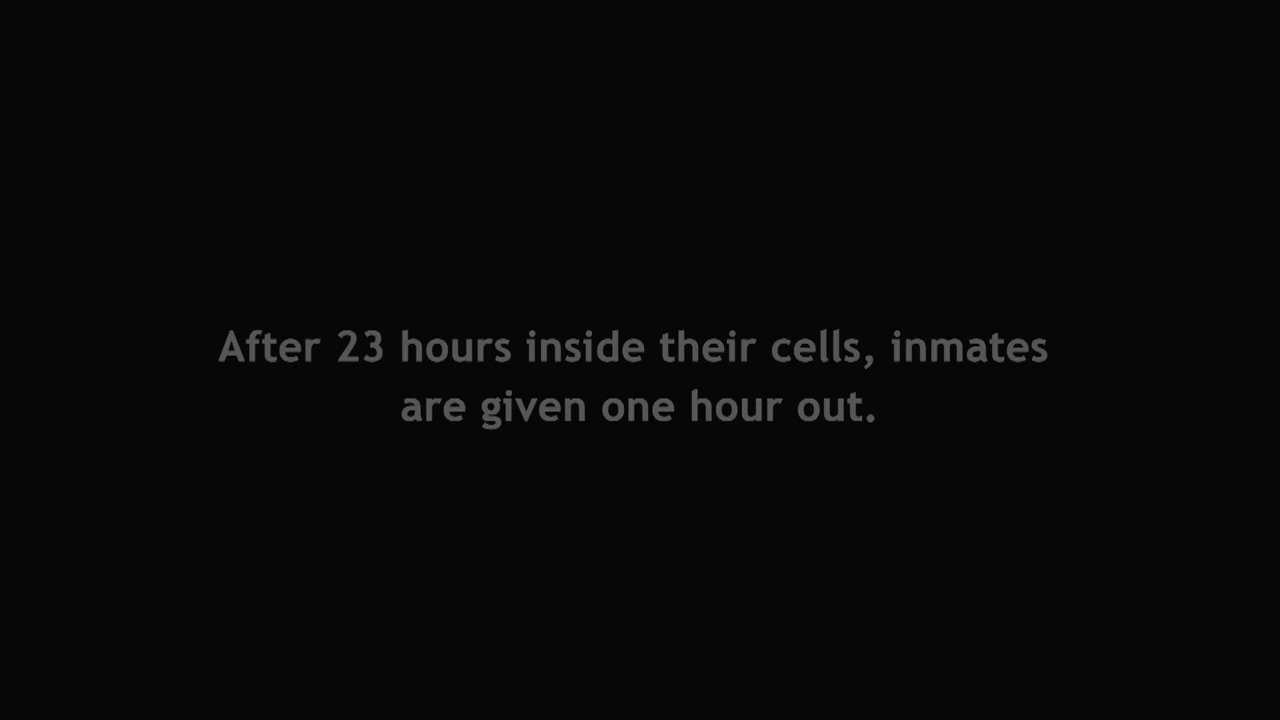 After 23 hours inside their cells, inmates
are given one hour out.